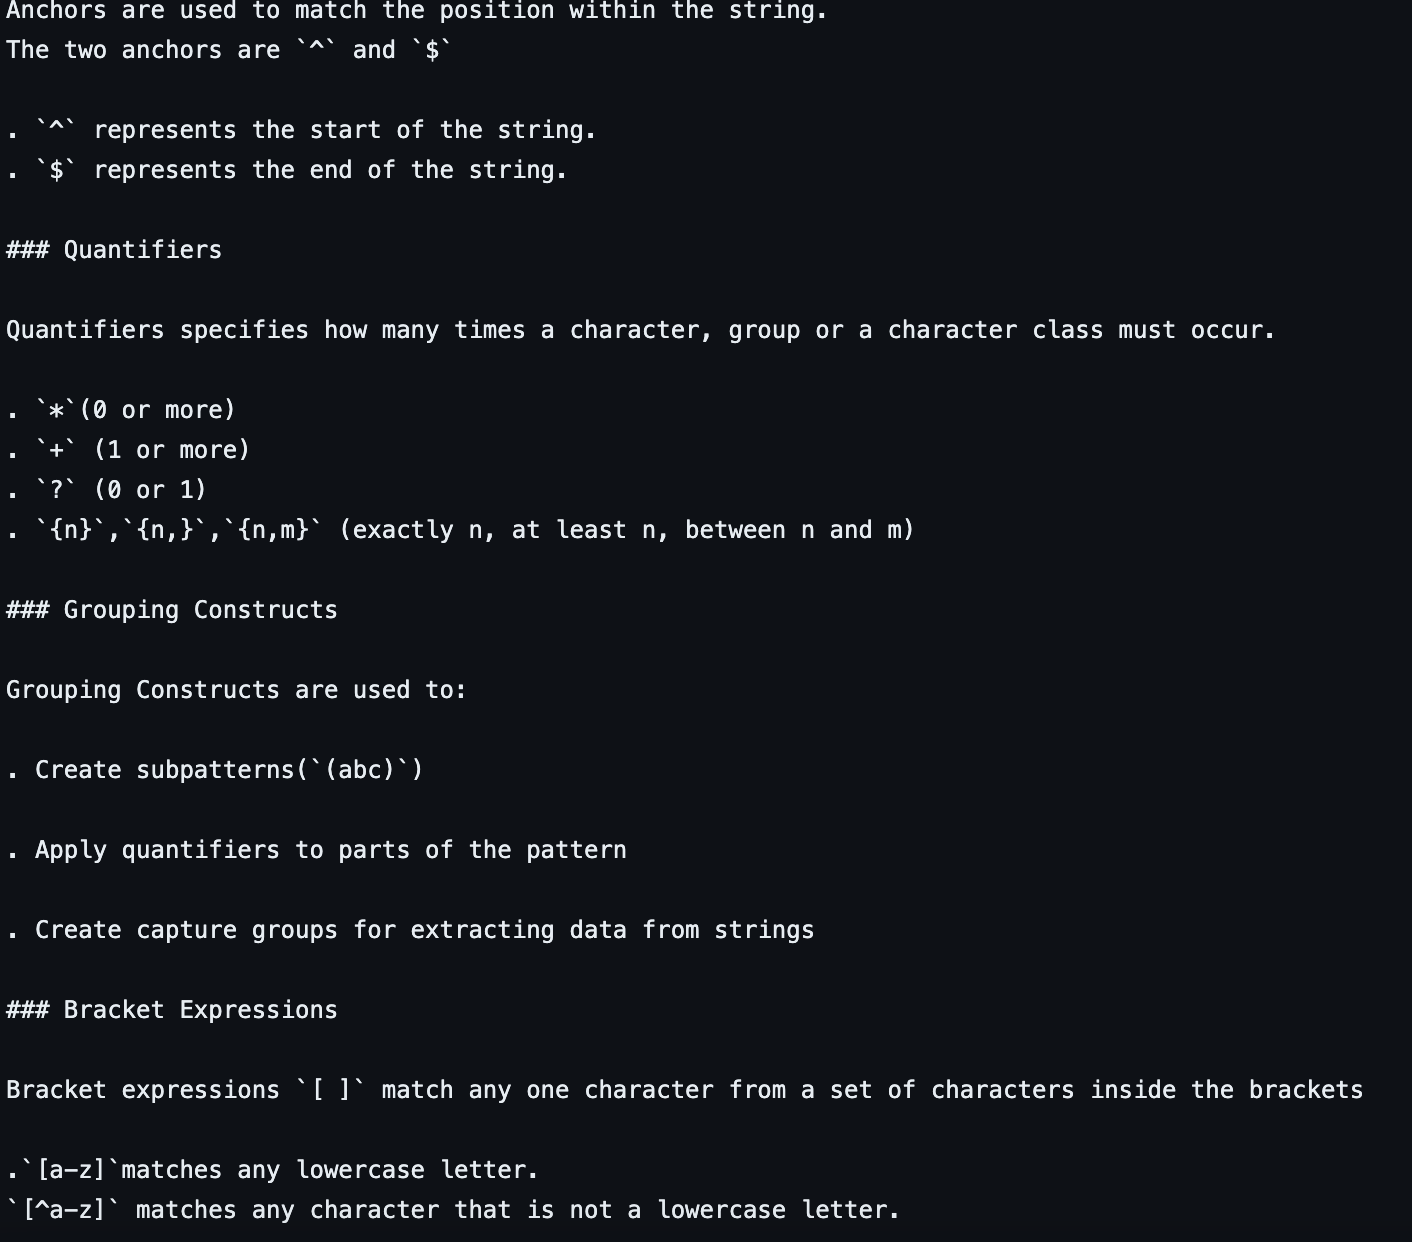 Anchors are used to match the position within the string.
The two anchors are `^` and `$`
. `^` represents the start of the string.
. `$` represents the end of the string.
### Quantifiers
Quantifiers specifies how many times a character, group or a character class must occur.
. `*`(0 or more)
. `+` (1 or more)
. `?` (0 or 1)
. `{n}`,`{n,}`,`{n,m}` (exactly n, at least n, between n and m)
### Grouping Constructs
Grouping Constructs are used to:
. Create subpatterns(`(abc)`)
. Apply quantifiers to parts of the pattern
. Create capture groups for extracting data from strings
### Bracket Expressions
Bracket expressions `[ ]` match any one character from a set of characters inside the brackets
.`[a-z]`matches any lowercase letter.
`[^a-z]` matches any character that is not a lowercase letter.